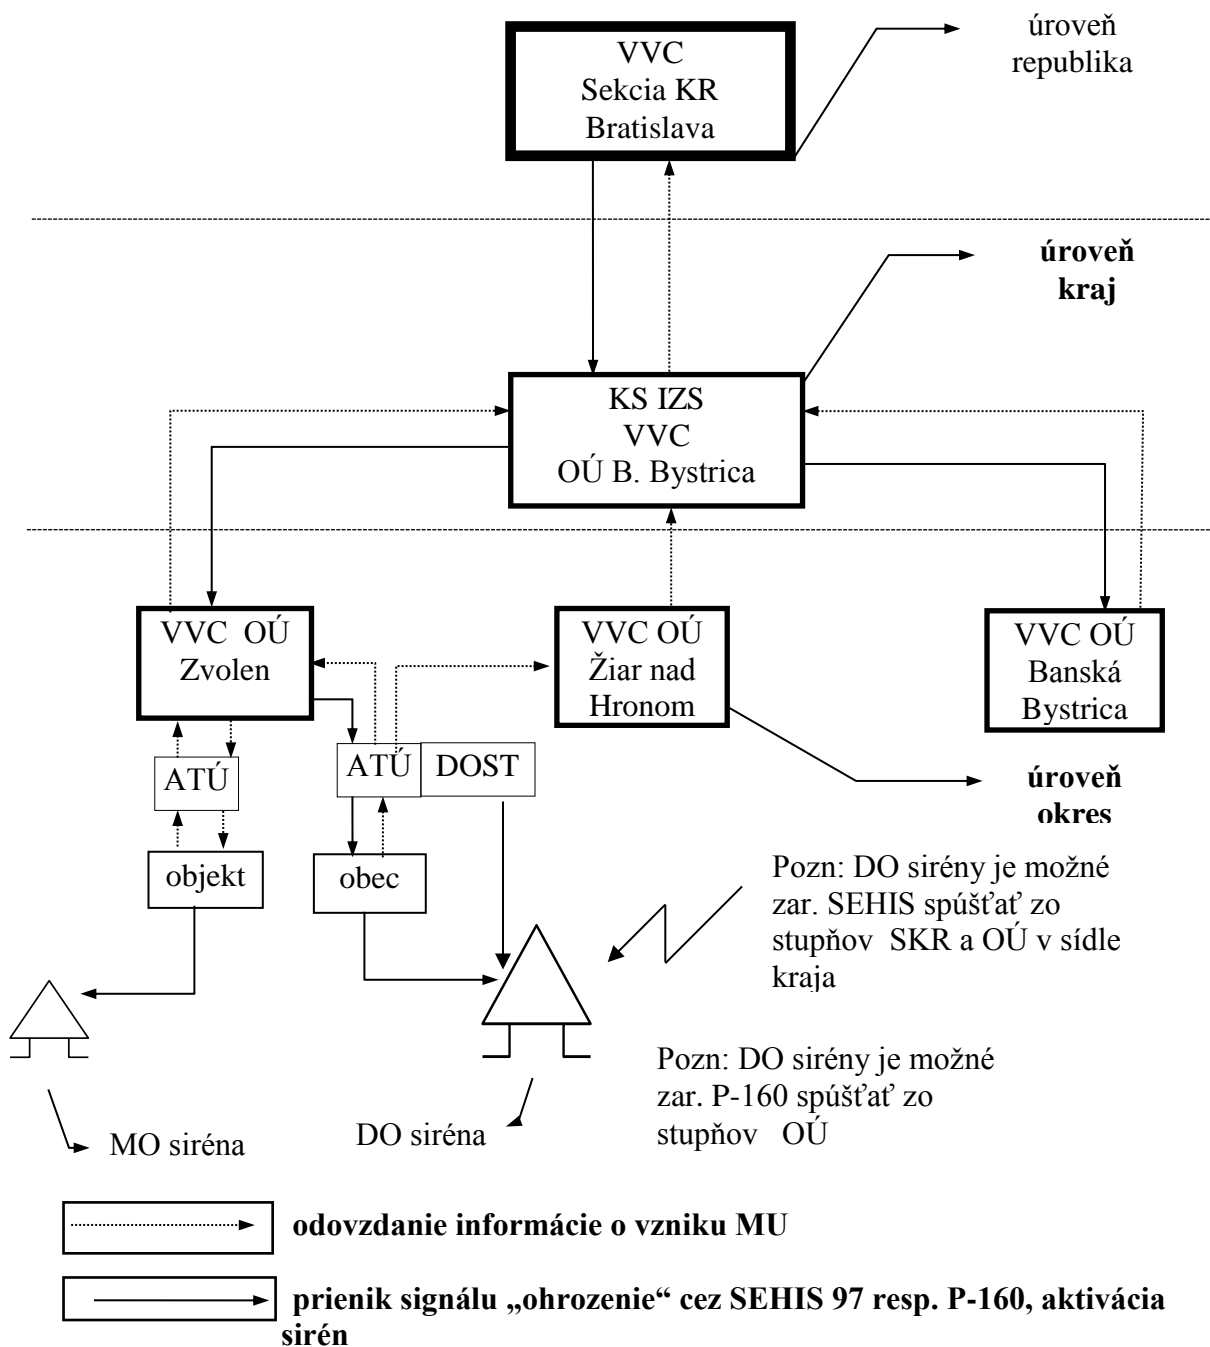 VVC
Sekcia KR
Bratislava
úroveň
republika
úroveň
kraj
KS IZS
VVC
OÚ B. Bystrica
VVC OÚ
Zvolen
VVC OÚ
Žiar nad
Hronom
VVC OÚ
Banská
Bystrica
ATÚ
ATÚ
DOST
úroveň
okres
objekt
obec
Pozn: DO sirény je možné
zar. SEHIS spúšťať zo
stupňov SKR a OÚ v sídle
kraja
Pozn: DO sirény je možné
zar. P-160 spúšťať zo
stupňov OÚ
MO siréna
DO siréna
odovzdanie informácie o vzniku MU
prienik signálu „ohrozenie“ cez SEHIS 97 resp. P-160, aktivácia
sirén